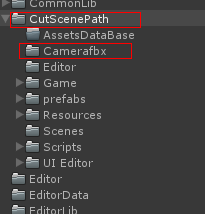 CommonLib
CutScenePath
AssetsDataBase
Camerafbx
Editor
Game
prefabs
Resources
Scenes
Scripts
UI Editor
Editor
EditorData
EditorLib